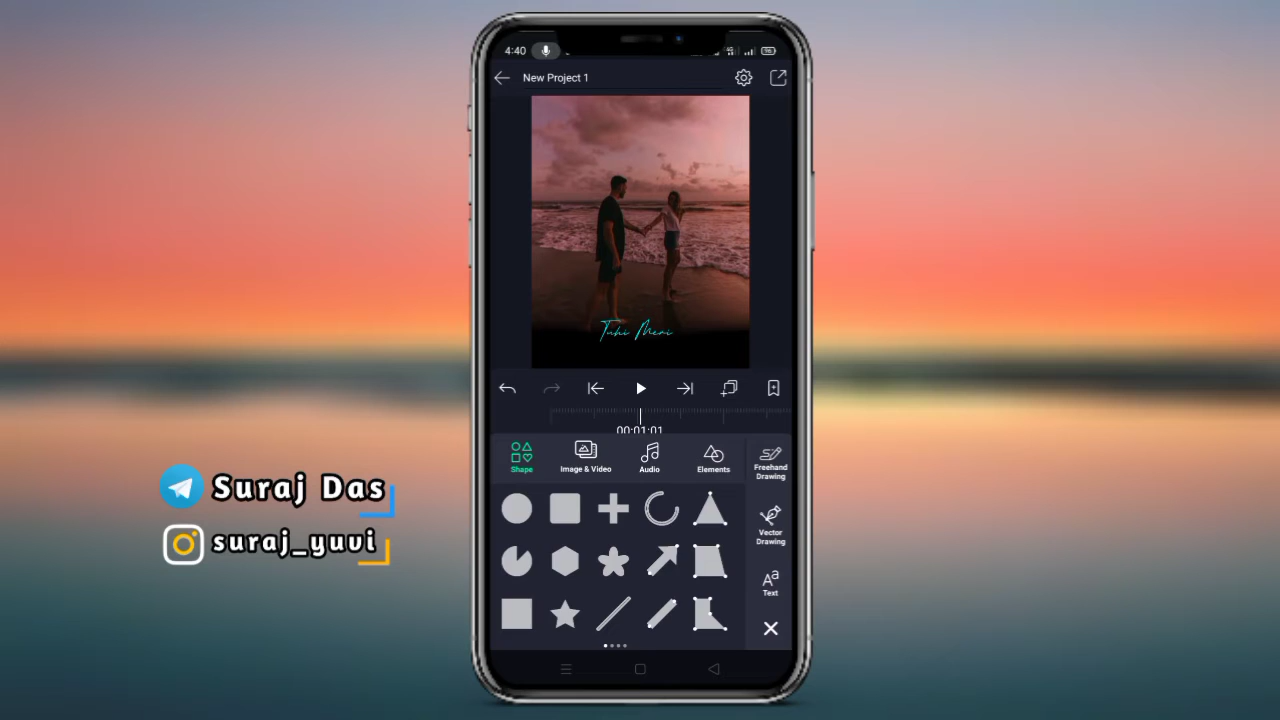 4:40
New Project 1
Tuhi Meri
00:01:01
Shape
Image & Video
Audio
Elements
Freehand
Drawing
Vector
Drawing
Text
Suraj Das
suraj_yuvi